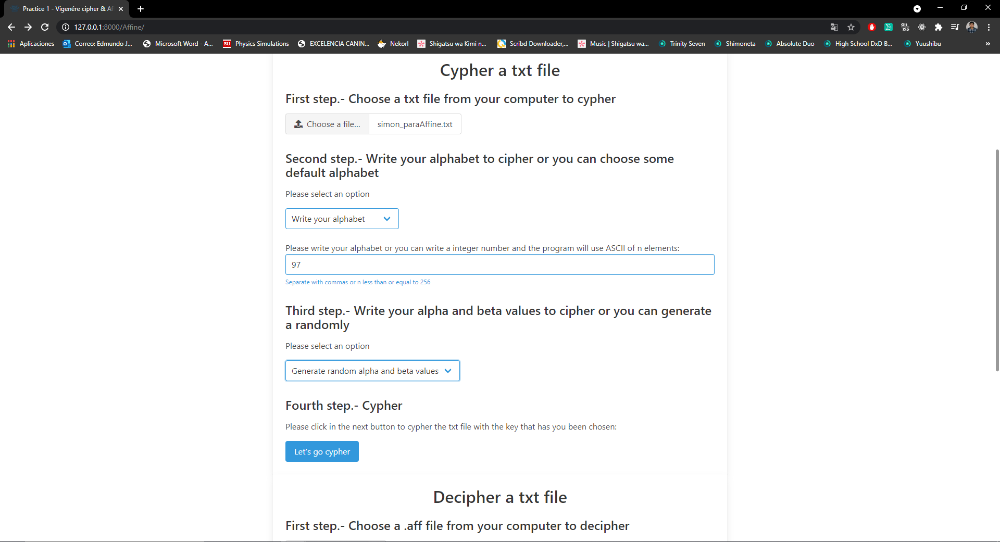 Practice 1 - Vigenére cipher & Af
127.0.0.1:8000/Affine/
Git
Zip
Aplicaciones
Correo: Edmundo J...
Microsoft Word - A...
BU
Physics Simulations
EXCELENCIA CANIN...
Nekorl
Shigatsu wa Kimi n...
Scribd Downloader,...
Music | Shigatsu wa...
Trinity Seven
Shimoneta
Absolute Duo
High School DxD B...
Yuushibu
»
Cypher a txt file
First step.- Choose a txt file from your computer to cypher
Choose a file... simon_paraAffine.txt
Second step.- Write your alphabet to cipher or you can choose some
default alphabet
Please select an option
Write your alphabet
Please write your alphabet or you can write a integer number and the program will use ASCII of n elements:
97
Separate with commas or n less than or equal to 256
Third step.- Write your alpha and beta values to cipher or you can generate
a randomly
Please select an option
Generate random alpha and beta values
Fourth step.- Cypher
Please click in the next button to cypher the txt file with the key that has you been chosen:
Let's go cypher
Decipher a txt file
First step.- Choose a .aff file from your computer to decipher